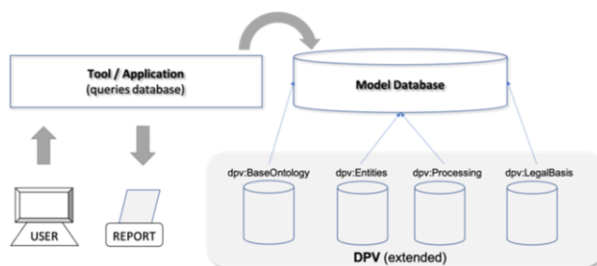 Tool / Application
(queries database)
Model Database
dpv:BaseOntology
dpv:Entities
dpv:Processing
dpv:LegalBasis
USER
REPORT
DPV (extended)